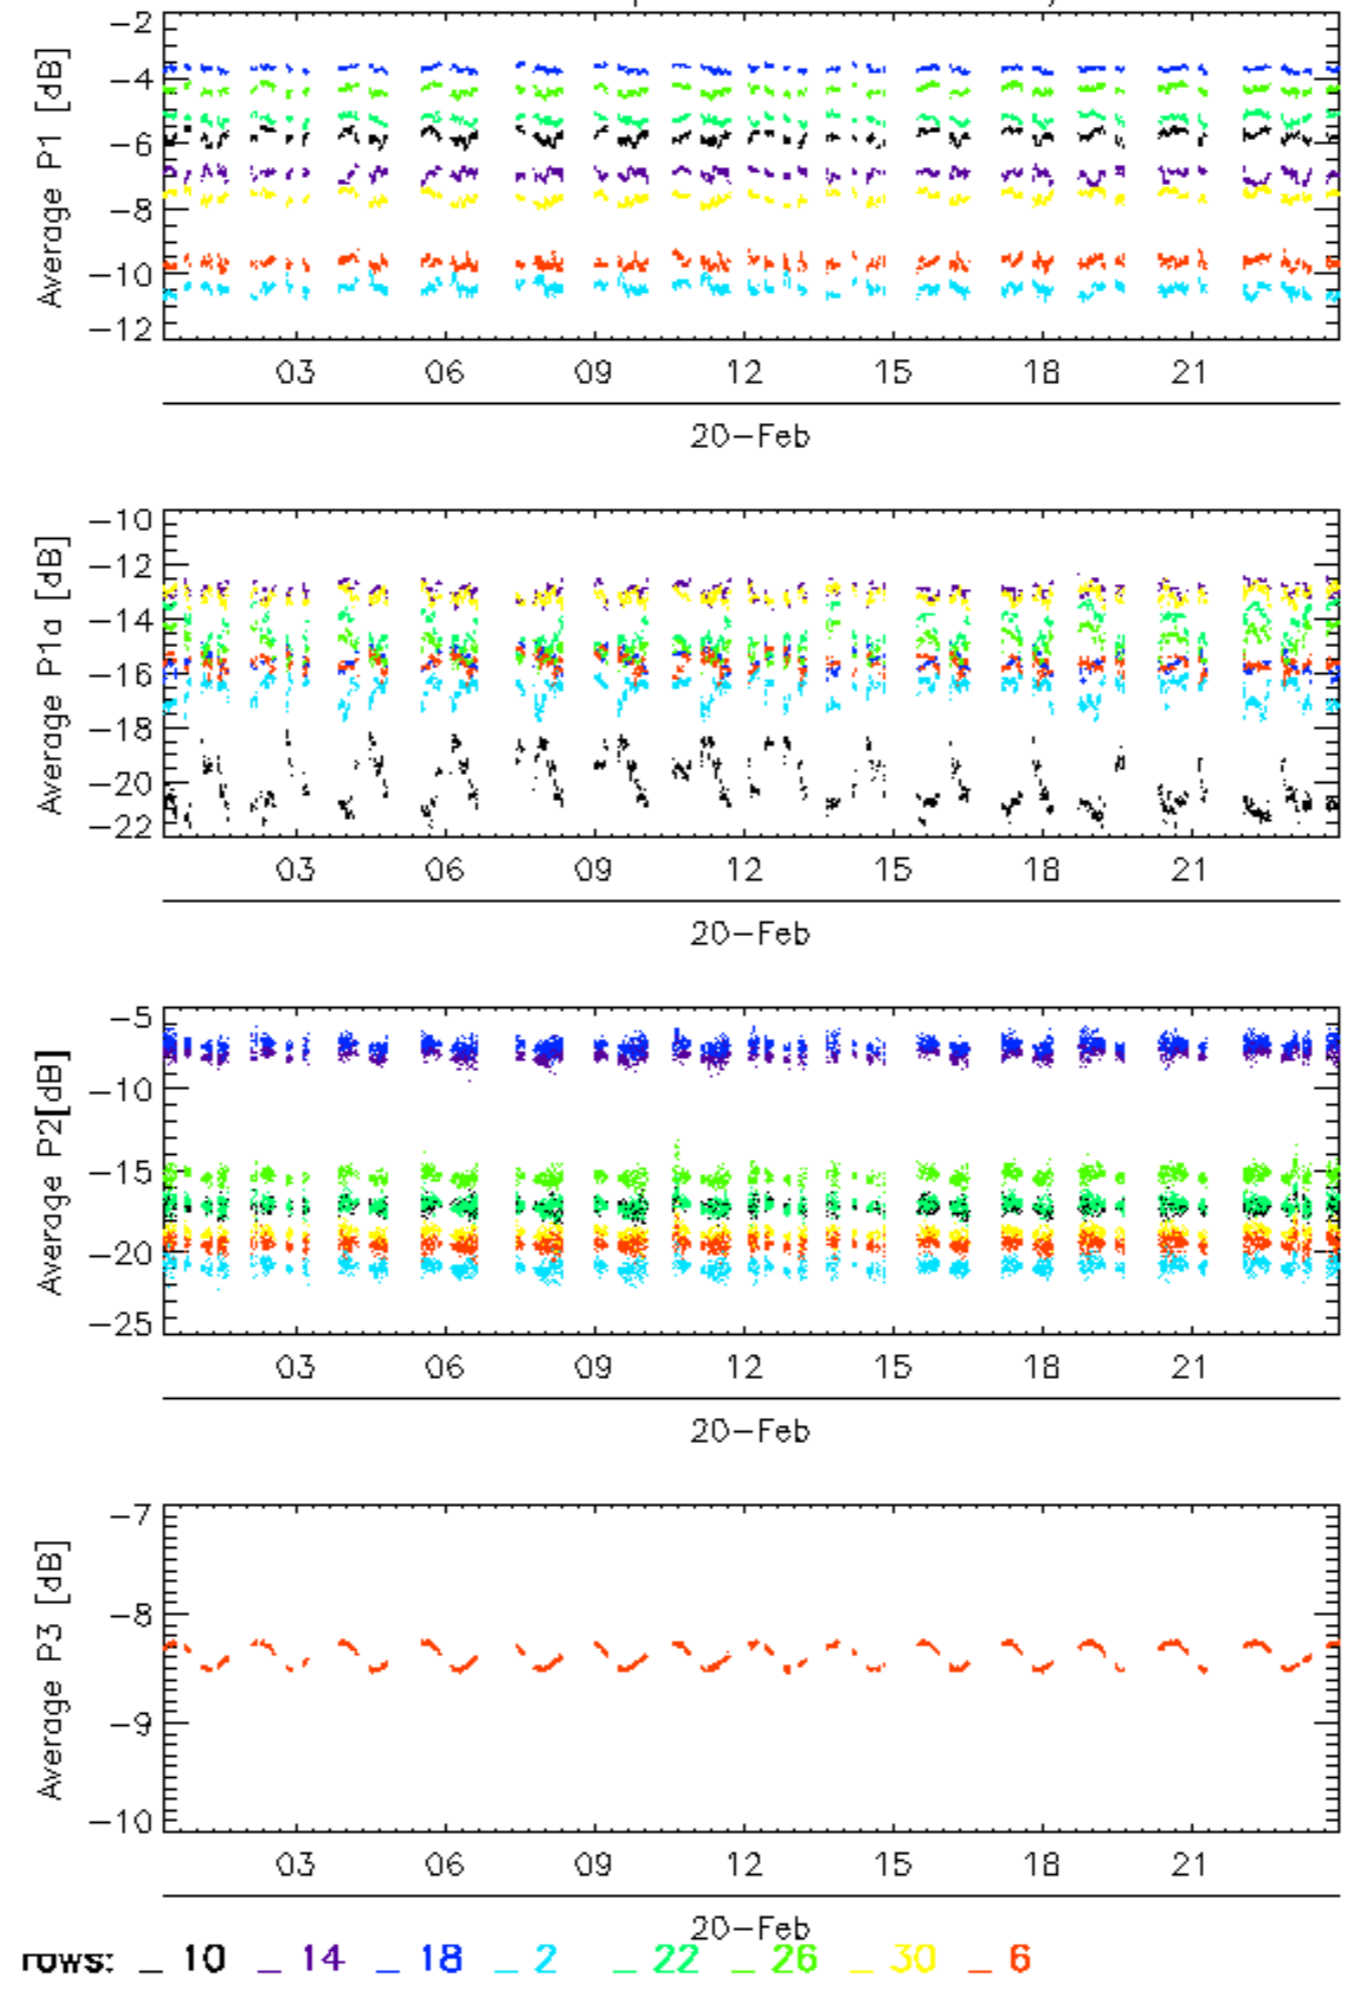 Average P1 [dB]
−2
−4
−6
−8
−10
−12
03 06 09 12 15 18 21
20−Feb
Average P1a [dB]
−10
−12
−14
−16
−18
−20
−22
03 06 09 12 15 18 21
20−Feb
Average P2[dB]
−5
−10
−15
−20
−25
03 06 09 12 15 18 21
20−Feb
Average P3 [dB]
−7
−8
−9
−10
03 06 09 12 15 18 21
20−Feb
rows: _ 10 _ 14 _ 18 _ 2 _ 22 _ 26 _ 30 _ 6